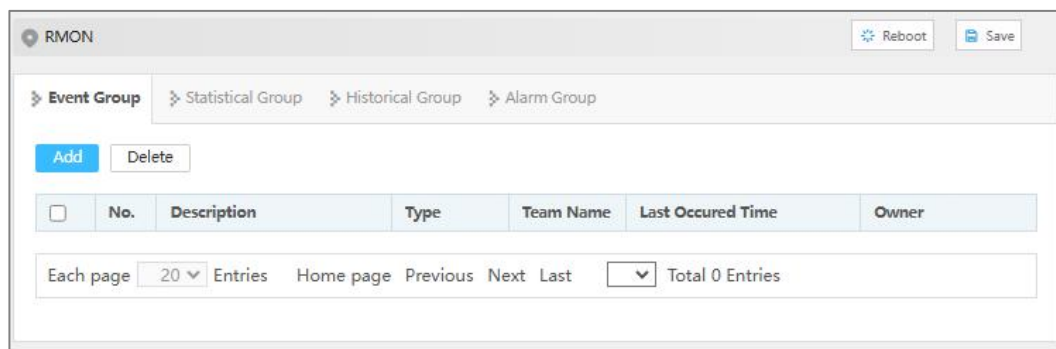 RMON Reboot Save
Event Group Statistical Group Historical Group Alarm Group
Add Delete
No. Description Type Team Name Last Occured Time Owner
Each page 20 Entries Home page Previous Next Last Total 0 Entries